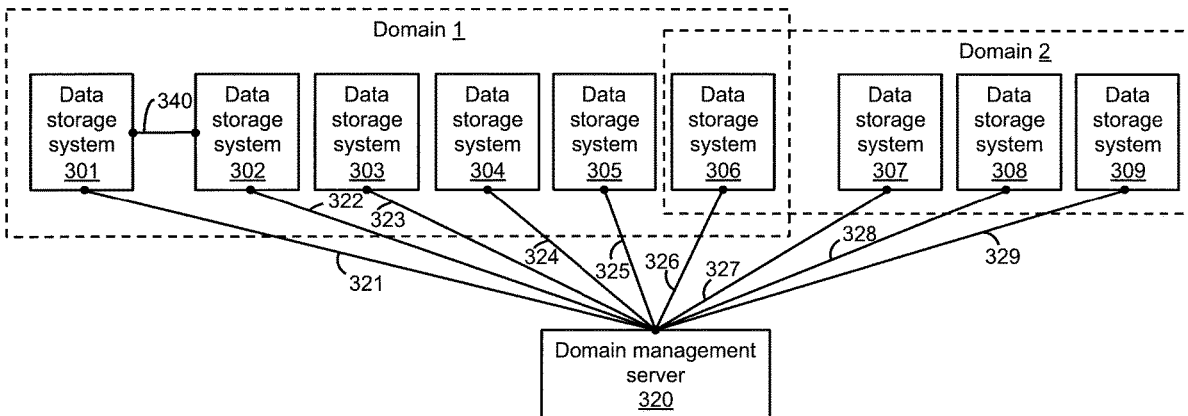 Domain 1
Domain 2
Data
storage
system
301
340
Data
storage
system
302
Data
storage
system
303
Data
storage
system
304
Data
storage
system
305
Data
storage
system
306
Data
storage
system
307
Data
storage
system
308
Data
storage
system
309
322
323
324
325
326
327
328
329
321
Domain management
server
320